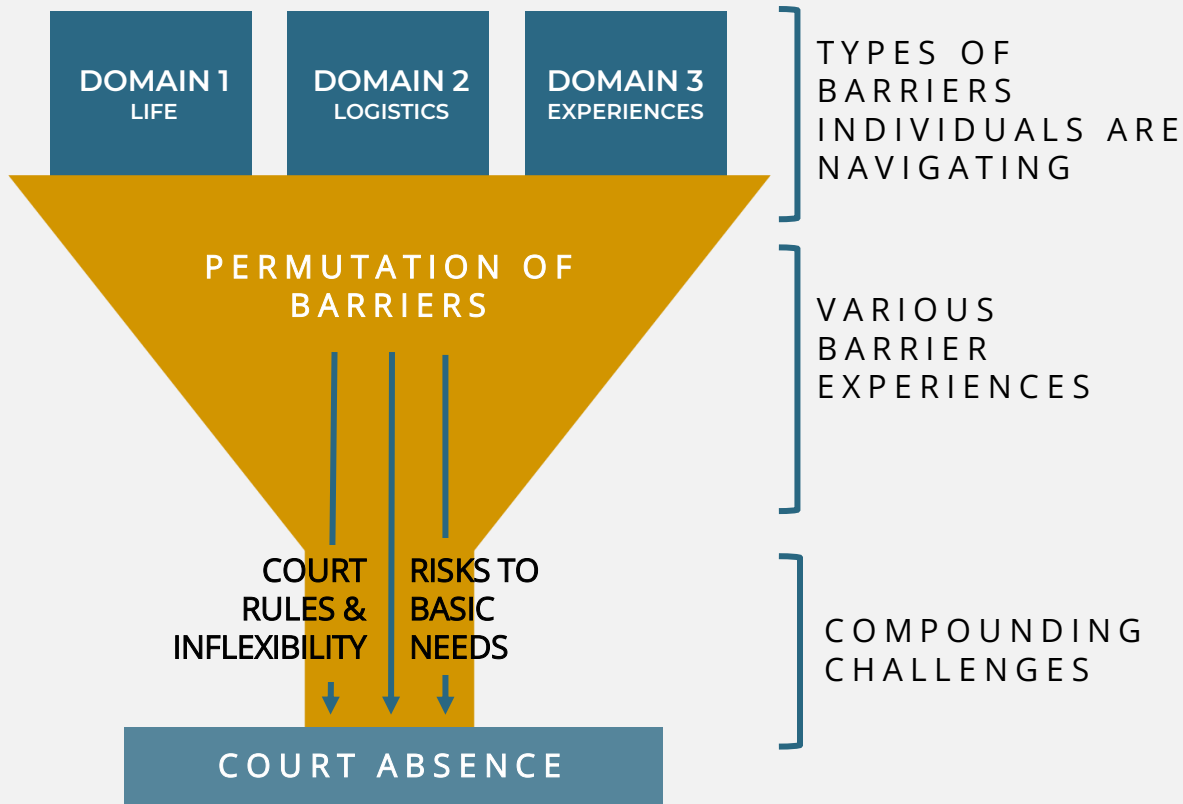 DOMAIN 1
LIFE
DOMAIN 2
LOGISTICS
DOMAIN 3
EXPERIENCES
TYPES OF
BARRIERS
INDIVIDUALS ARE
NAVIGATING
PERMUTATION OF
BARRIERS
VARIOUS
BARRIER
EXPERIENCES
COURT
RULES &
INFLEXIBILITY
RISKS TO
BASIC
NEEDS
COMPOUNDING
CHALLENGES
COURT ABSENCE